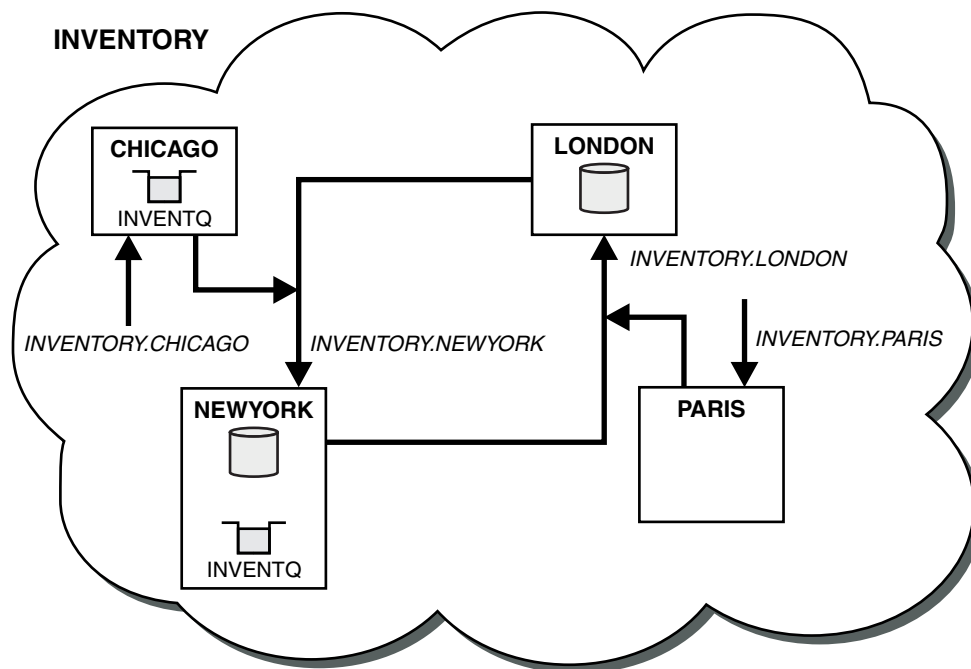 INVENTORY
CHICAGO
INVENTQ
LONDON
INVENTORY.LONDON
INVENTORY.CHICAGO
INVENTORY.NEWYORK
INVENTORY.PARIS
NEWYORK
INVENTQ
PARIS